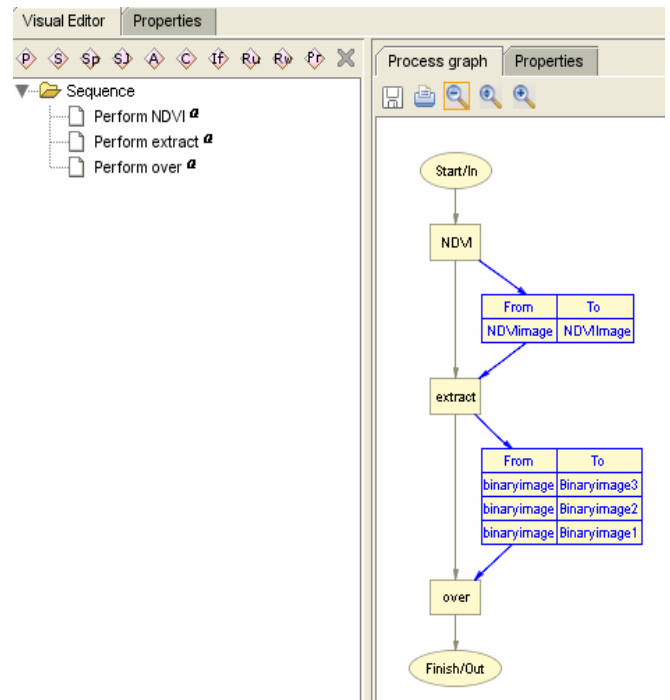 Visual Editor Properties
P S Sp SJ A C If Ru Rw Pr
Sequence
Perform NDVI a
Perform extract a
Perform over a
Process graph Properties
Start/In
NDVI
From To
NDVIimage NDVIImage
extract
From To
binaryimage Binaryimage3
binaryimage Binaryimage2
binaryimage Binaryimage1
over
Finish/Out